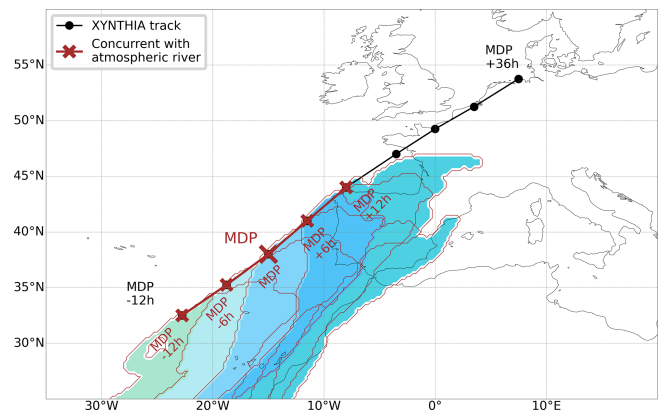 XYNTHIA track
Concurrent with
atmospheric river
MDP
+36h
55°N
50°N
45°N
40°N
35°N
30°N
MDP
+12h
MDP
+6h
MDP
MDP
MDP
-12h
MDP
-6h
MDP
-12h
30°W
20°W
10°W
0°
10°E